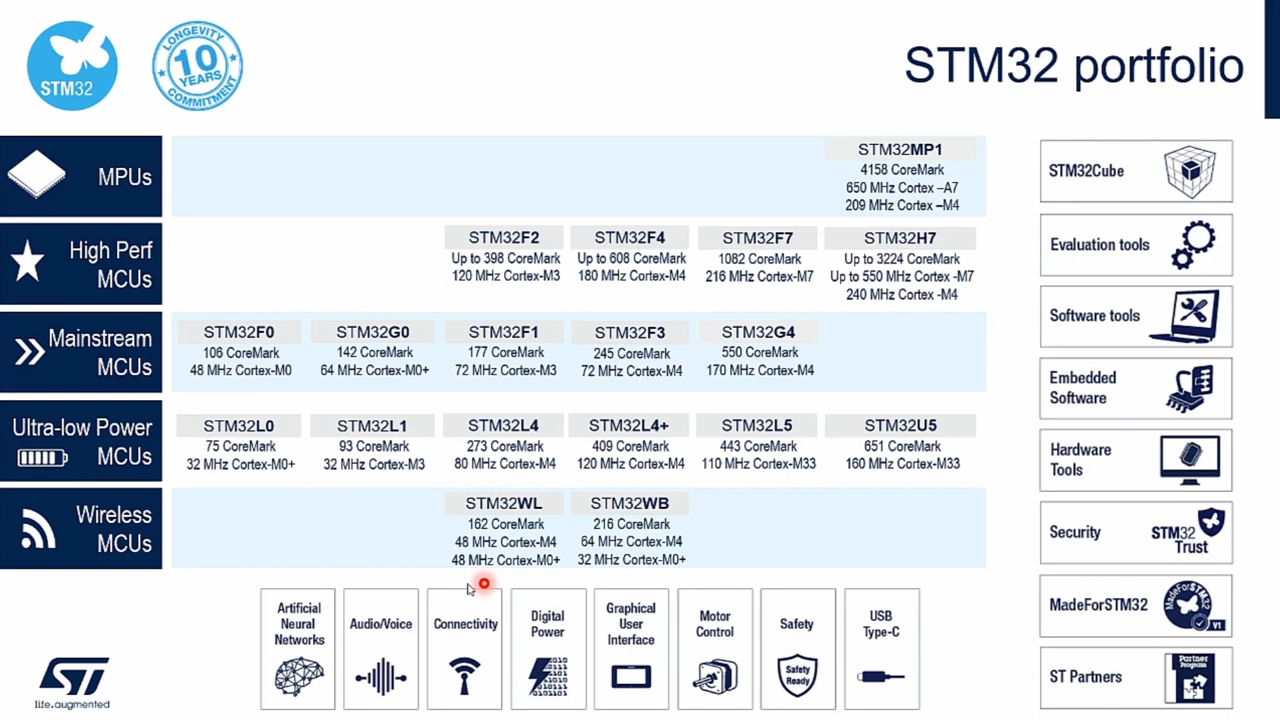 STM32
LONGEVITY
10
YEARS
COMMITMENT
STM32 portfolio
MPUs
STM32MP1
4158 CoreMark
650 MHz Cortex –A7
209 MHz Cortex –M4
High Perf
MCUs
STM32F2
Up to 398 CoreMark
120 MHz Cortex-M3
STM32F4
Up to 608 CoreMark
180 MHz Cortex-M4
STM32F7
1082 CoreMark
216 MHz Cortex-M7
STM32H7
Up to 3224 CoreMark
Up to 550 MHz Cortex -M7
240 MHz Cortex -M4
Mainstream
MCUs
STM32F0
106 CoreMark
48 MHz Cortex-M0
STM32G0
142 CoreMark
64 MHz Cortex-M0+
STM32F1
177 CoreMark
72 MHz Cortex-M3
STM32F3
245 CoreMark
72 MHz Cortex-M4
STM32G4
550 CoreMark
170 MHz Cortex-M4
Ultra-low Power
MCUs
STM32L0
75 CoreMark
32 MHz Cortex-M0+
STM32L1
93 CoreMark
32 MHz Cortex-M3
STM32L4
273 CoreMark
80 MHz Cortex-M4
STM32L4+
409 CoreMark
120 MHz Cortex-M4
STM32L5
443 CoreMark
110 MHz Cortex-M33
STM32U5
651 CoreMark
160 MHz Cortex-M33
Wireless
MCUs
STM32WL
162 CoreMark
48 MHz Cortex-M4
48 MHz Cortex-M0+
STM32WB
216 CoreMark
64 MHz Cortex-M4
32 MHz Cortex-M0+
Artificial
Neural
Networks
Audio/Voice
Connectivity
Digital
Power
Graphical
User
Interface
Motor
Control
Safety
Safety
Ready
USB
Type-C
STM32Cube
Evaluation tools
Software tools
Embedded
Software
Hardware
Tools
Security
STM32
Trust
MadeForSTM32
MadeForSTM32
V1
ST Partners
Partner
Program
ST
life.augmented